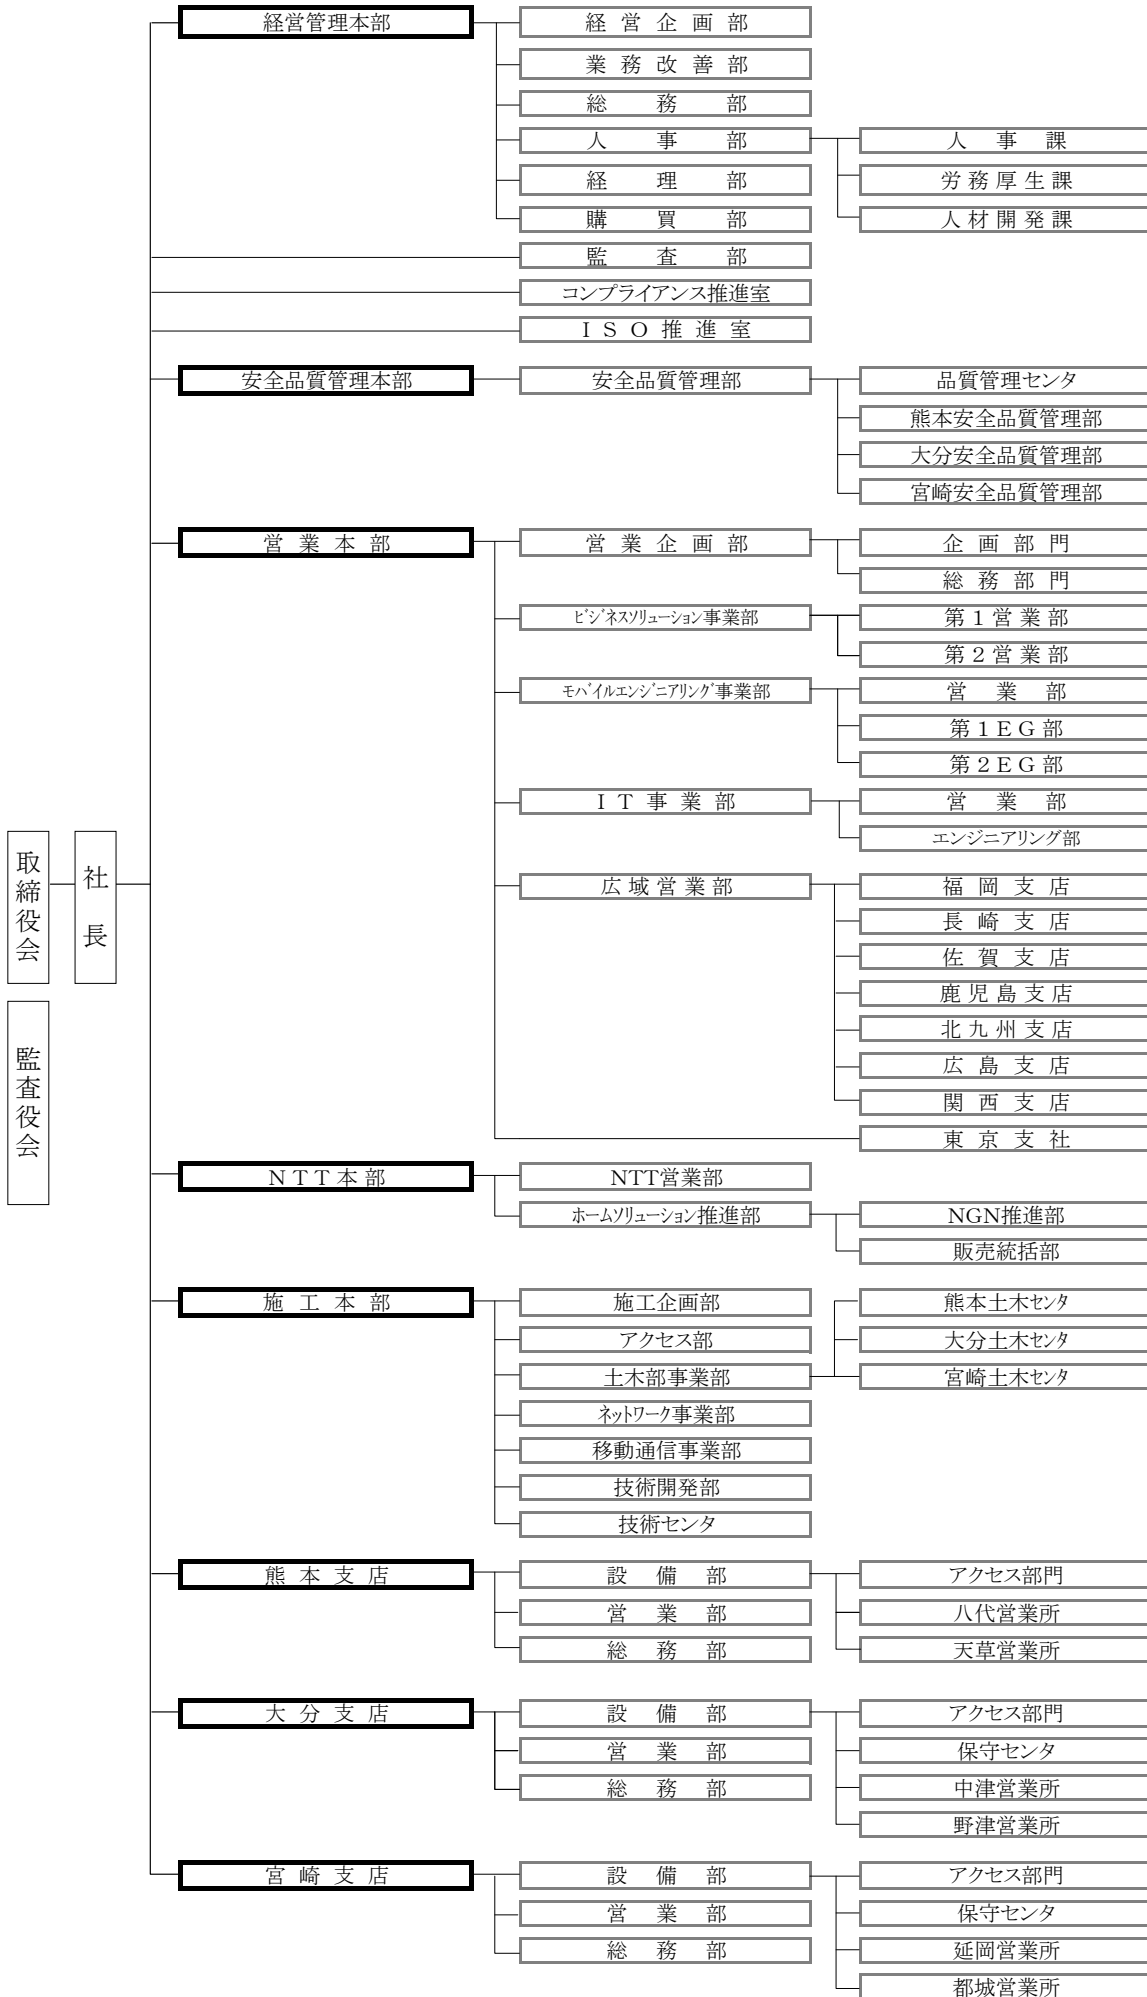 経営管理本部
経営企画部
業務改善部
総務部
人事部
人事課
経理部
労務厚生課
購買部
人材開発課
監査部
コンプライアンス推進室
ISO推進室
安全品質管理本部
安全品質管理部
品質管理センタ
熊本安全品質管理部
大分安全品質管理部
宮崎安全品質管理部
営業本部
営業企画部
企画部門
総務部門
ビジネスソリューション事業部
第1営業部
第2営業部
モバイルエンジニアリング事業部
営業部
第1EG部
第2EG部
IT事業部
営業部
エンジニアリング部
取締役会
社長
広域営業部
福岡支店
長崎支店
佐賀支店
鹿児島支店
北九州支店
広島支店
関西支店
東京支社
監査役会
NTT本部
NTT営業部
ホームソリューション推進部
NGN推進部
販売統括部
施工本部
施工企画部
熊本土木センタ
アクセス部
大分土木センタ
土木部事業部
宮崎土木センタ
ネットワーク事業部
移動通信事業部
技術開発部
技術センタ
熊本支店
設備部
アクセス部門
営業部
八代営業所
総務部
天草営業所
大分支店
設備部
アクセス部門
営業部
保守センタ
総務部
中津営業所
野津営業所
宮崎支店
設備部
アクセス部門
営業部
保守センタ
総務部
延岡営業所
都城営業所